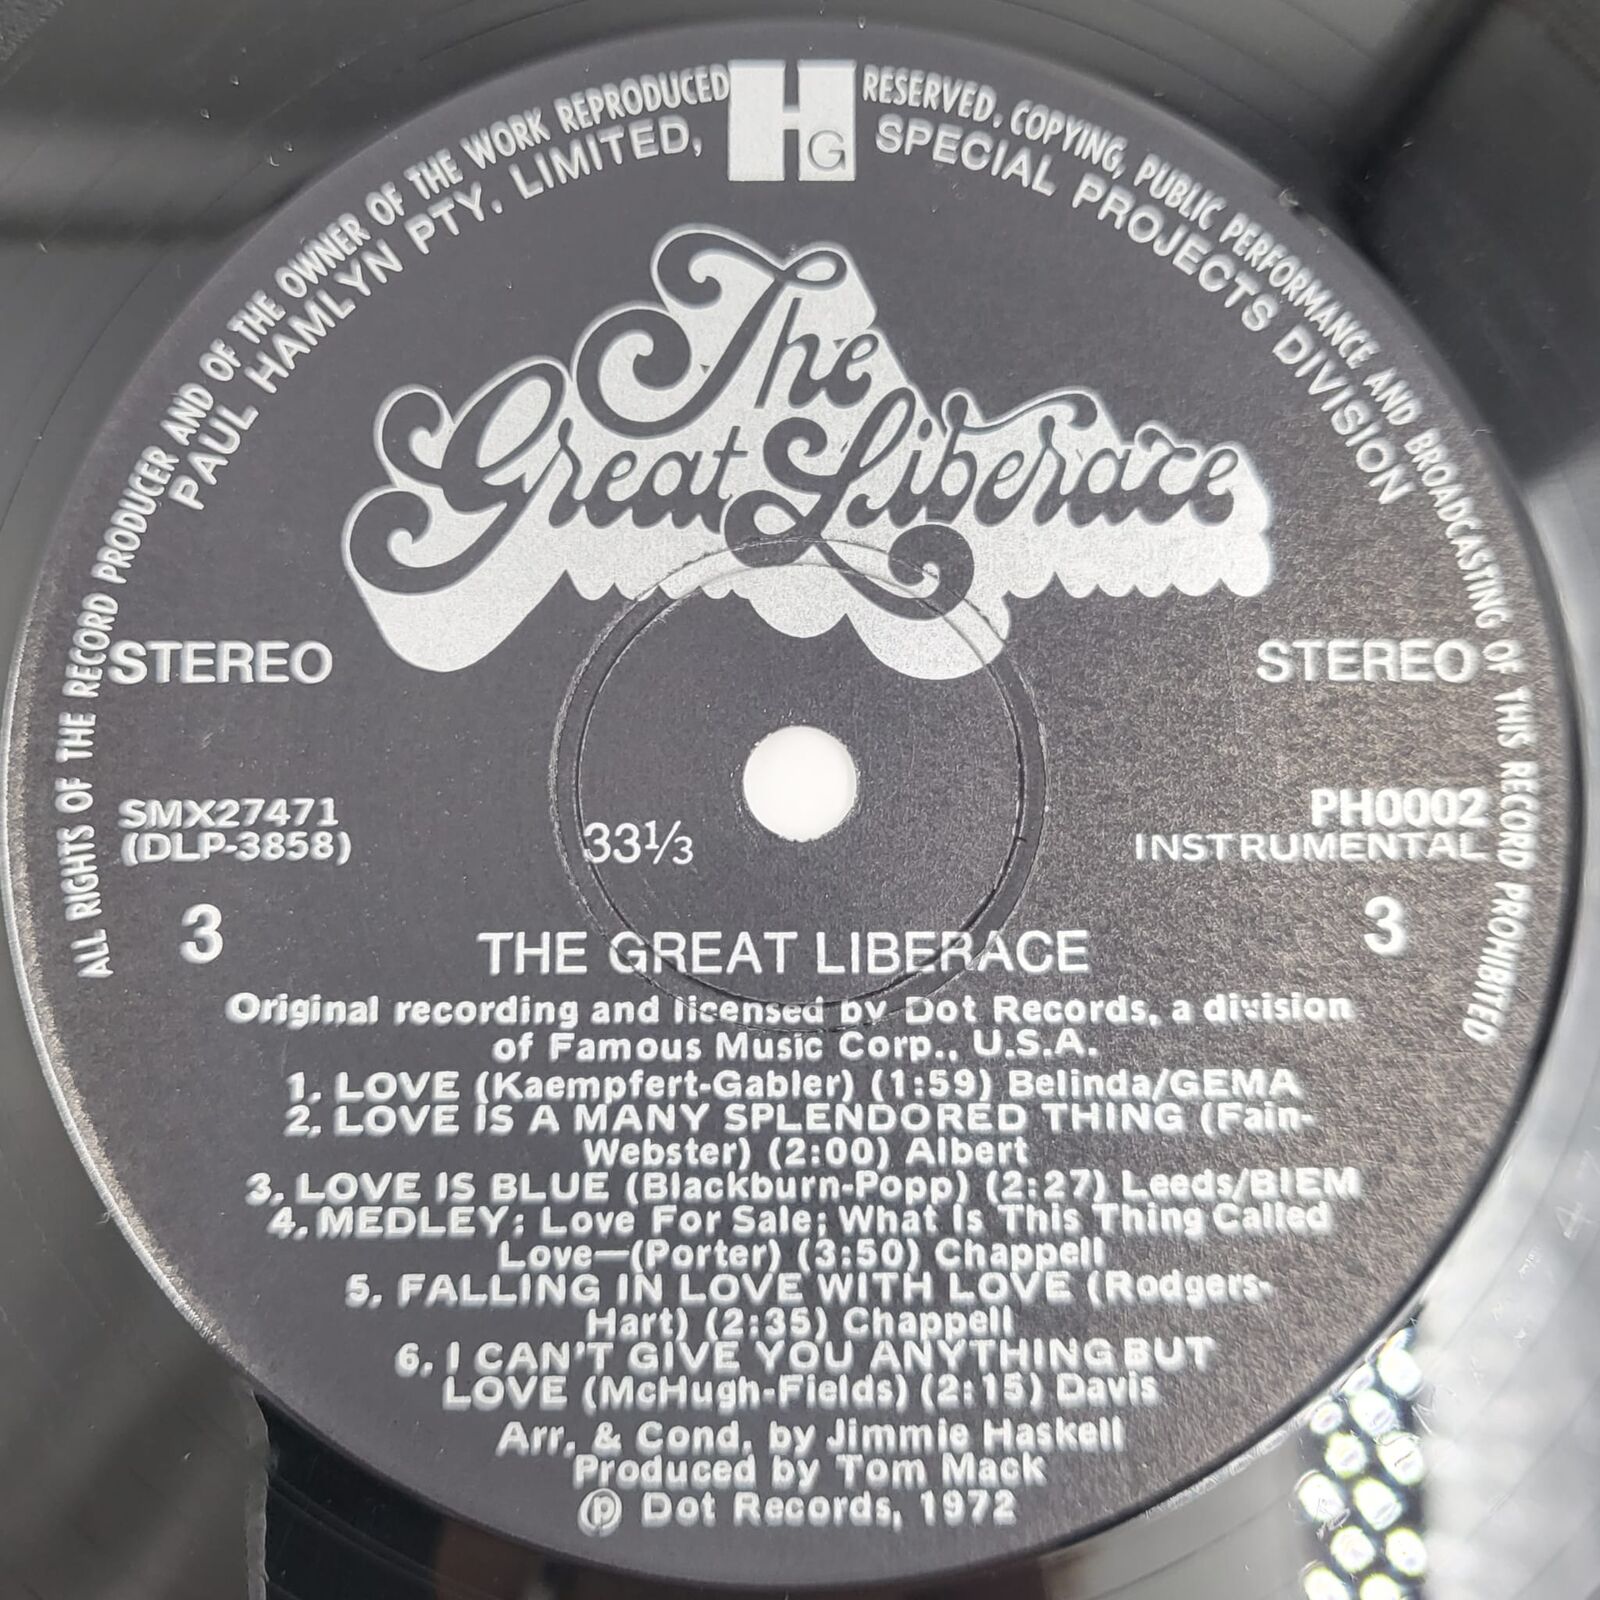 ALL RIGHTS OF THE RECORD PRODUCER AND OF THE OWNER OF THE WORK REPRODUCED RESERVED. COPYING, PUBLIC PERFORMANCE AND BROADCASTING OF THIS RECORD PROHIBITED
HG
PAUL HAMLYN PTY. LIMITED, SPECIAL PROJECTS DIVISION
The
Great Liberace
STEREO
STEREO
SMX27471
(DLP-3858)
33⅓
PH0002
INSTRUMENTAL
3
3
THE GREAT LIBERACE
Original recording and licensed by Dot Records, a division
of Famous Music Corp., U.S.A.
1. LOVE (Kaempfert-Gabler) (1:59) Belinda/GEMA
2. LOVE IS A MANY SPLENDORED THING (Fain-
Webster) (2:00) Albert
3. LOVE IS BLUE (Blackburn-Popp) (2:27) Leeds/BIEM
4. MEDLEY: Love For Sale; What Is This Thing Called
Love—(Porter) (3:50) Chappell
5. FALLING IN LOVE WITH LOVE (Rodgers-
Hart) (2:35) Chappell
6. I CAN'T GIVE YOU ANYTHING BUT
LOVE (McHugh-Fields) (2:15) Davis
Arr. & Cond. by Jimmie Haskell
Produced by Tom Mack
℗ Dot Records, 1972